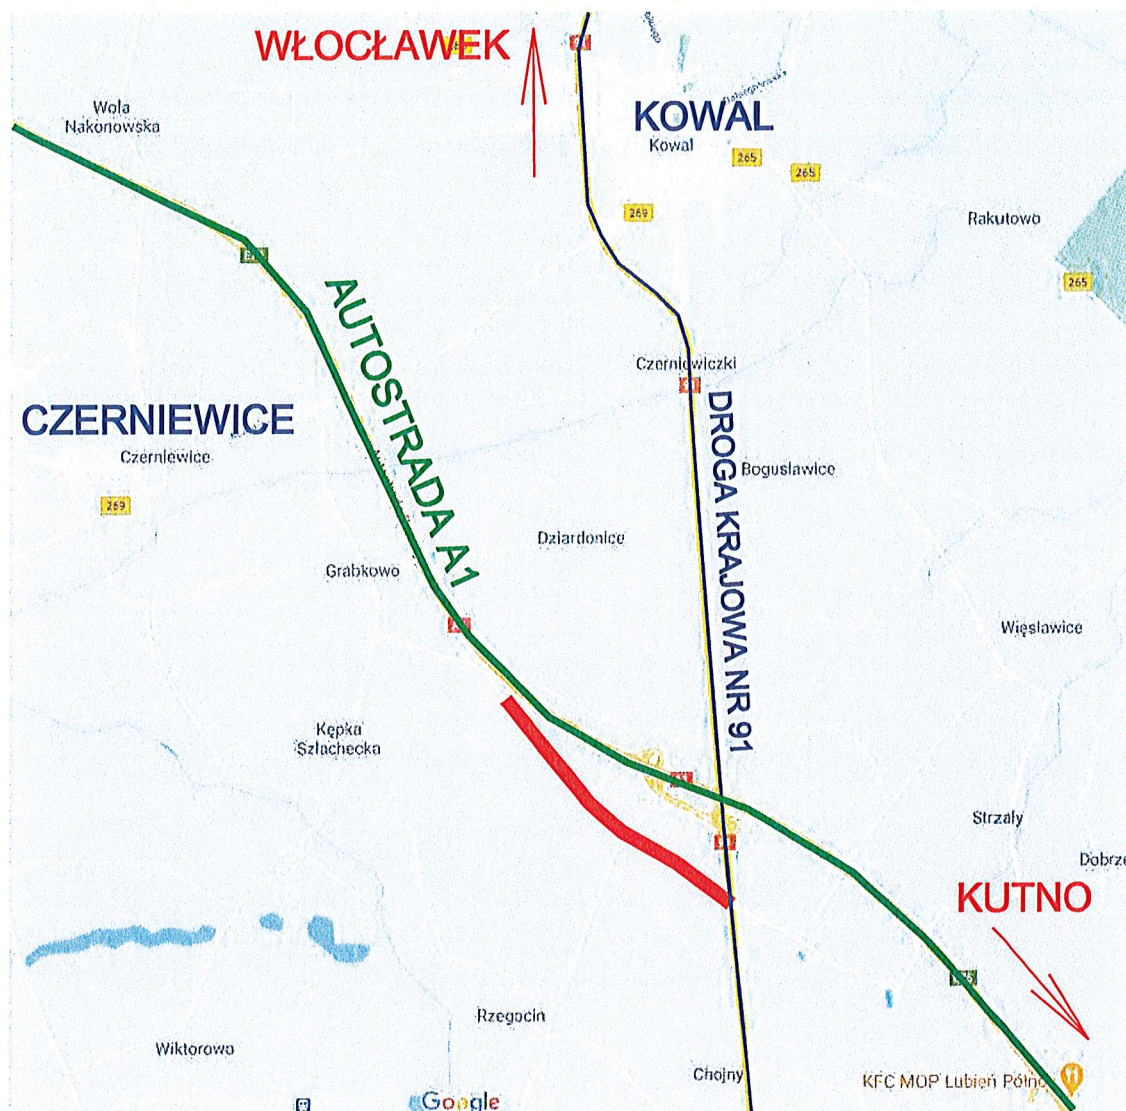 WŁOCŁAWEK
Wola
Nakonowska
KOWAL
Kowal
265
265
269
Rakutowo
265
AUTOSTRADA A1
Czerniewiczki
CZERNIEWICE
Czerniewice
269
DROGA KRAJOWA NR 91
Bogusławice
Dziardonice
Grabkowo
Więsławice
Kępka
Szlachecka
Strzały
Dobrze
KUTNO
Rzegocin
Wiktorowo
Chojny
KFC MOP Lubień Półno
Google